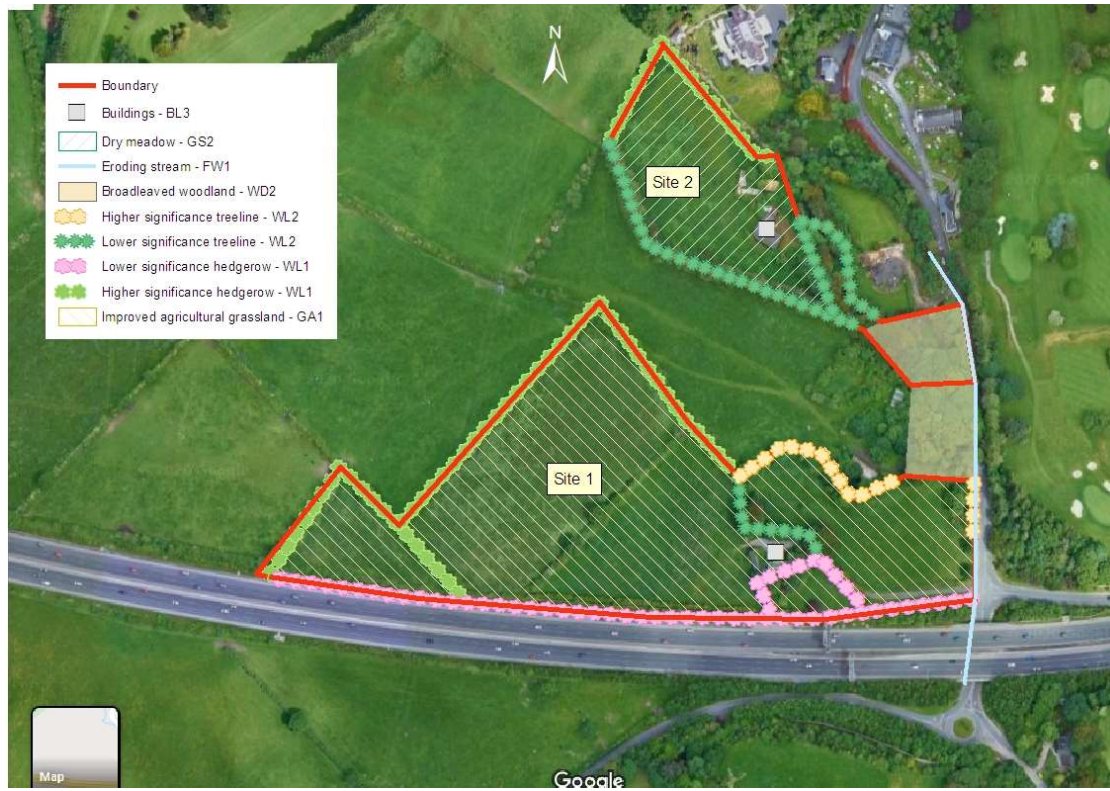 N
Boundary
Buildings - BL3
Dry meadow - GS2
Eroding stream - FW1
Broadleaved woodland - WD2
Higher significance treeline - WL2
Lower significance treeline - WL2
Lower significance hedgerow - WL1
Higher significance hedgerow - WL1
Improved agricultural grassland - GA1
Site 2
Site 1
Map
Google